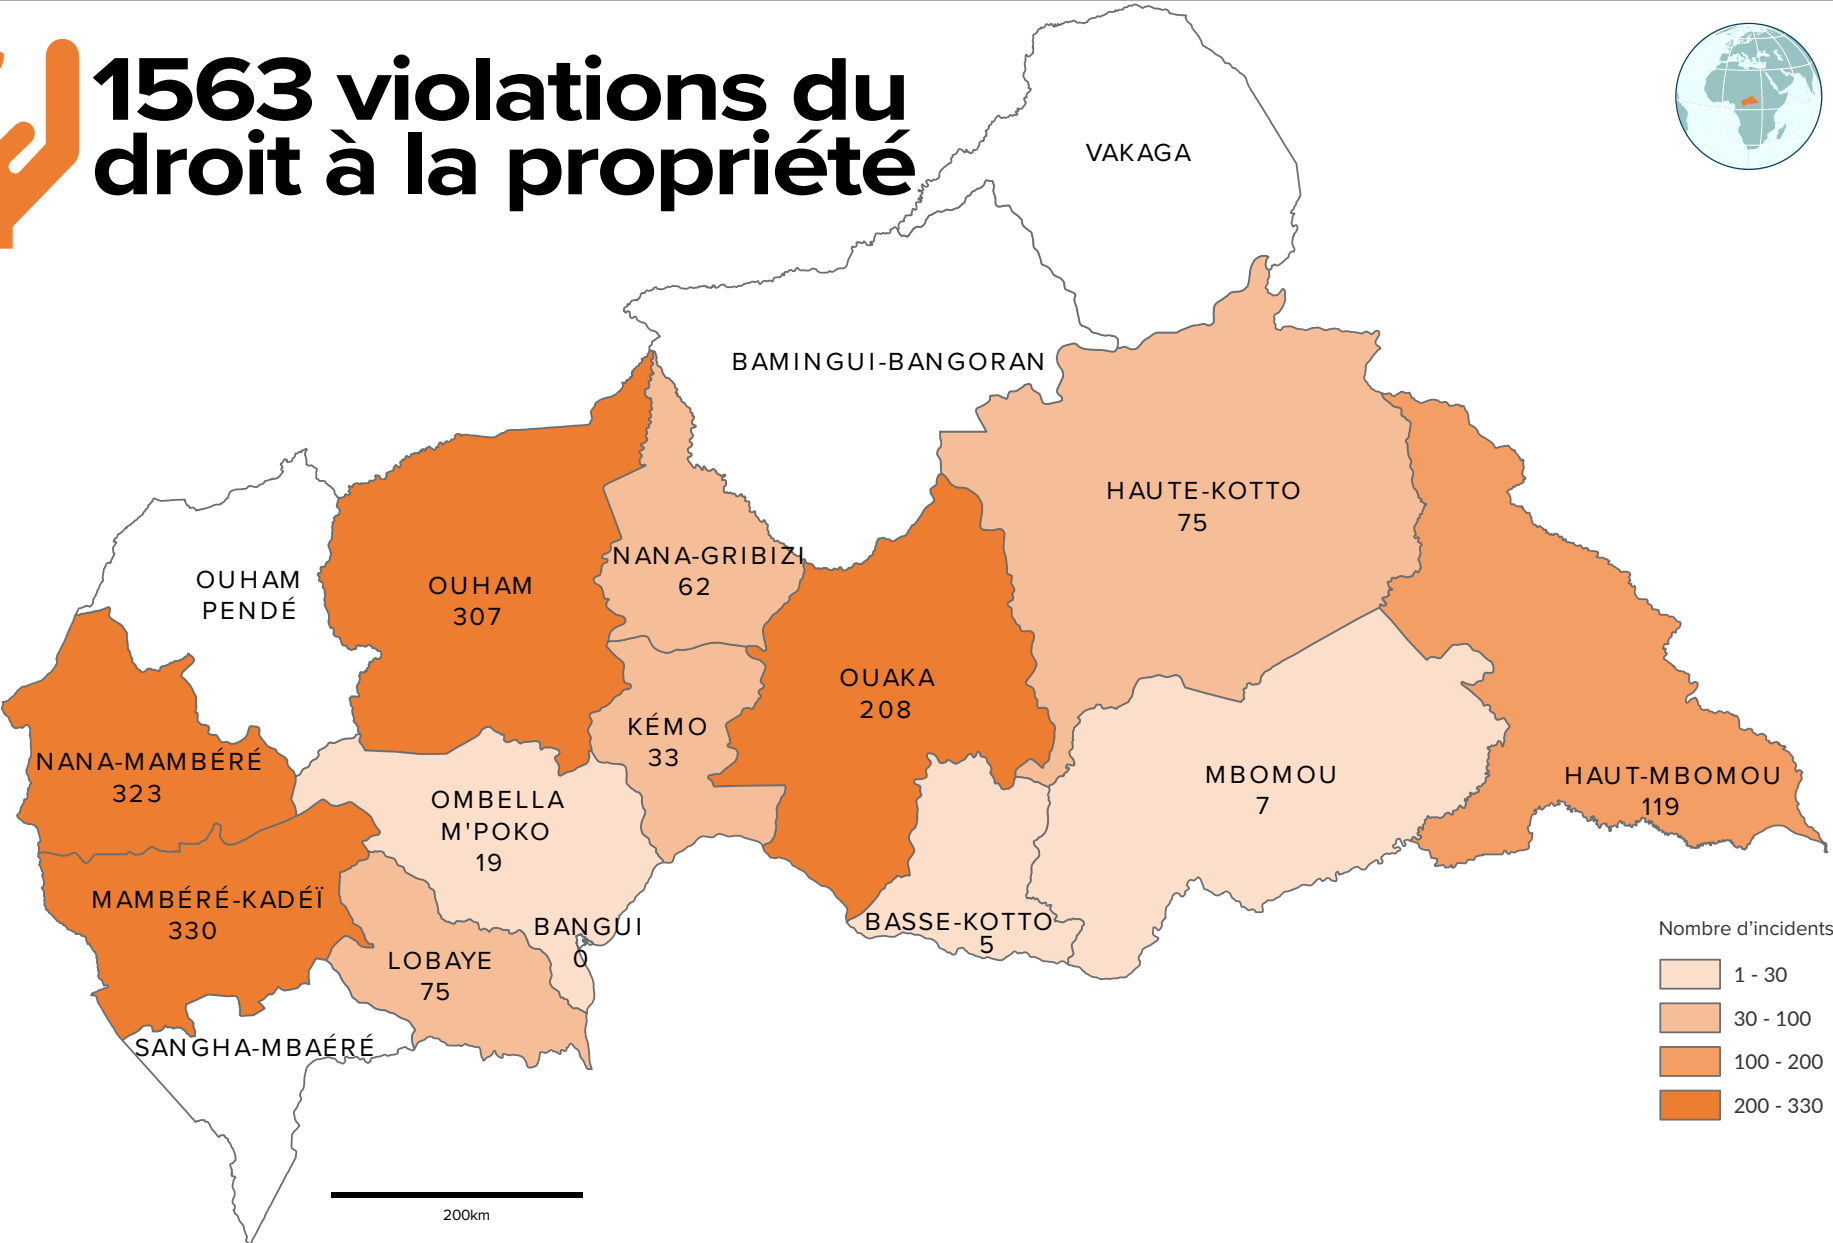 1563 violations du
droit à la propriété
VAKAGA
BAMINGUI-BANGORAN
HAUTE-KOTTO
75
NANA-GRIBIZI
62
OUHAM
PENDÉ
OUHAM
307
OUAKA
208
KÉMO
33
NANA-MAMBÉRÉ
323
MBOMOU
7
HAUT-MBOMOU
119
OMBELLA
M'POKO
19
MAMBÉRÉ-KADÉÏ
330
BANGUI
0
BASSE-KOTTO
5
LOBAYE
75
SANGHA-MBAÉRÉ
Nombre d’incidents
1 - 30
30 - 100
100 - 200
200 - 330
200km